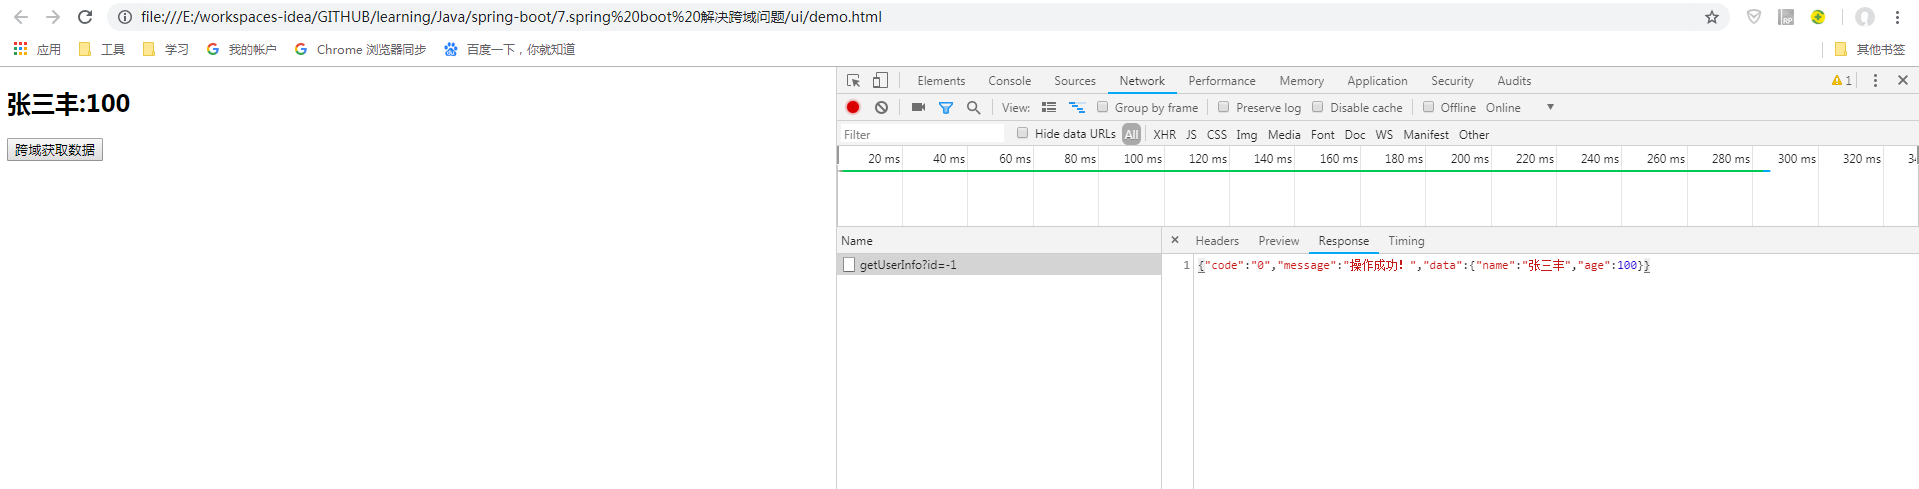 file:///E:/workspaces-idea/GITHUB/learning/Java/spring-boot/7.spring%20boot%20解决跨域问题/ui/demo.html
应用 工具 学习 我的帐户 Chrome 浏览器同步 百度一下，你就知道 其他书签
张三丰:100
跨域获取数据
Elements Console Sources Network Performance Memory Application Security Audits 1
View: Group by frame Preserve log Disable cache Offline Online
Filter Hide data URLs All XHR JS CSS Img Media Font Doc WS Manifest Other
20 ms 40 ms 60 ms 80 ms 100 ms 120 ms 140 ms 160 ms 180 ms 200 ms 220 ms 240 ms 260 ms 280 ms 300 ms 320 ms 34
Name Headers Preview Response Timing
getUserInfo?id=-1
1 {"code":"0","message":"操作成功！","data":{"name":"张三丰","age":100}}